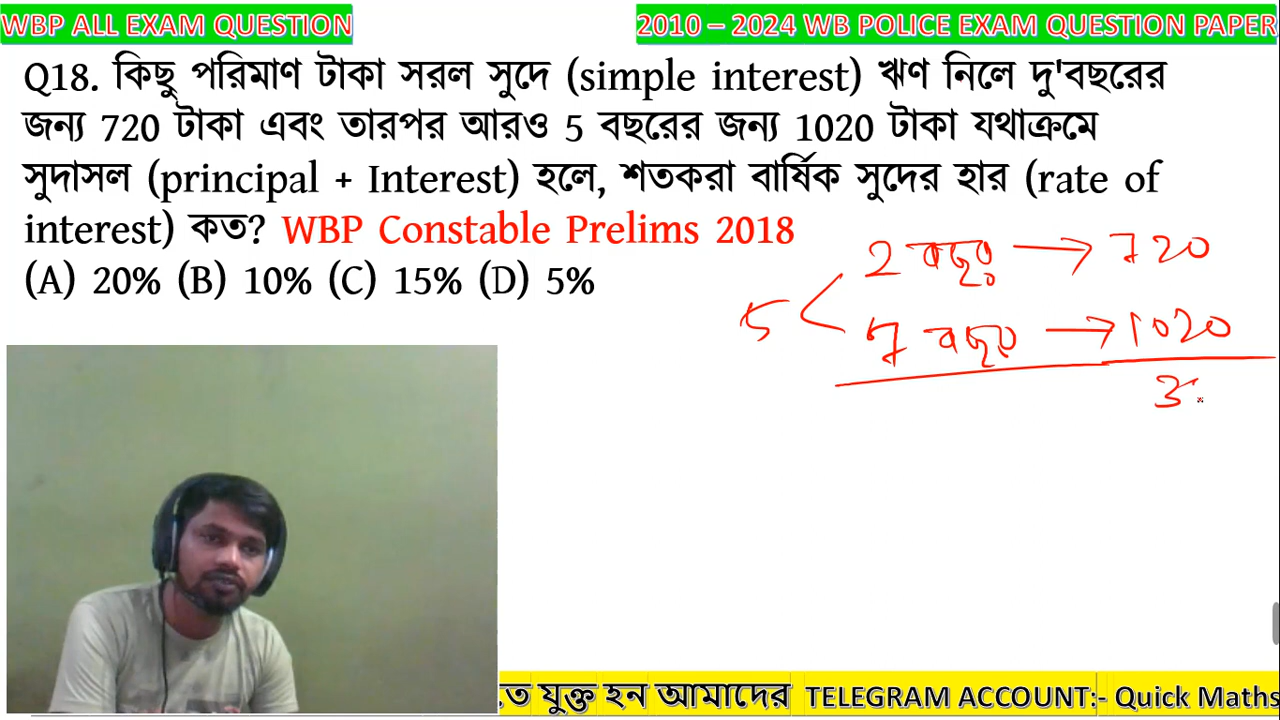 WBP ALL EXAM QUESTION
2010 – 2024 WB POLICE EXAM QUESTION PAPER
Q18. কিছু পরিমাণ টাকা সরল সুদে (simple interest) ঋণ নিলে দু'বছরের
জন্য 720 টাকা এবং তারপর আরও 5 বছরের জন্য 1020 টাকা যথাক্রমে
সুদাসল (principal + Interest) হলে, শতকরা বার্ষিক সুদের হার (rate of
interest) কত? WBP Constable Prelims 2018
(A) 20% (B) 10% (C) 15% (D) 5%
2 বছর → 720
5
7 বছর → 1020
3
তে যুক্ত হন আমাদের TELEGRAM ACCOUNT:- Quick Maths